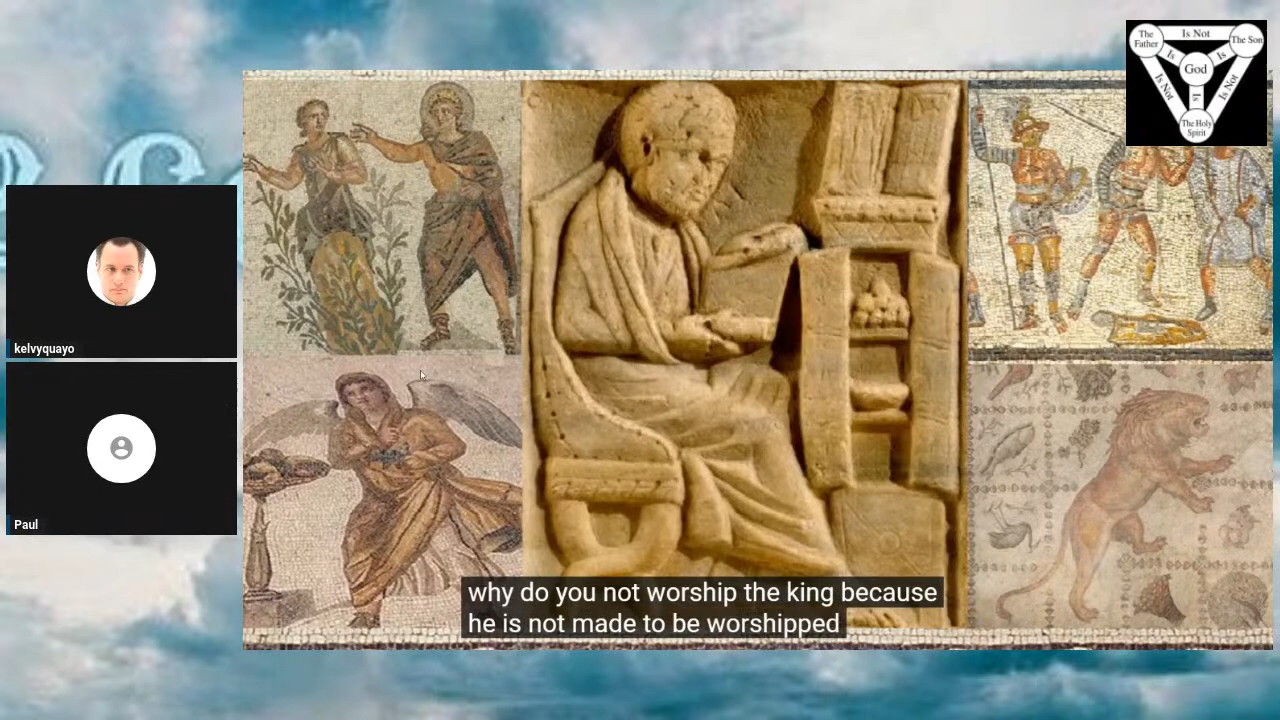 The
Father
Is Not
The Son
Is
Is
God
Is Not
Is
Is Not
The Holy
Spirit
kelvyquayo
Paul
why do you not worship the king because
he is not made to be worshipped